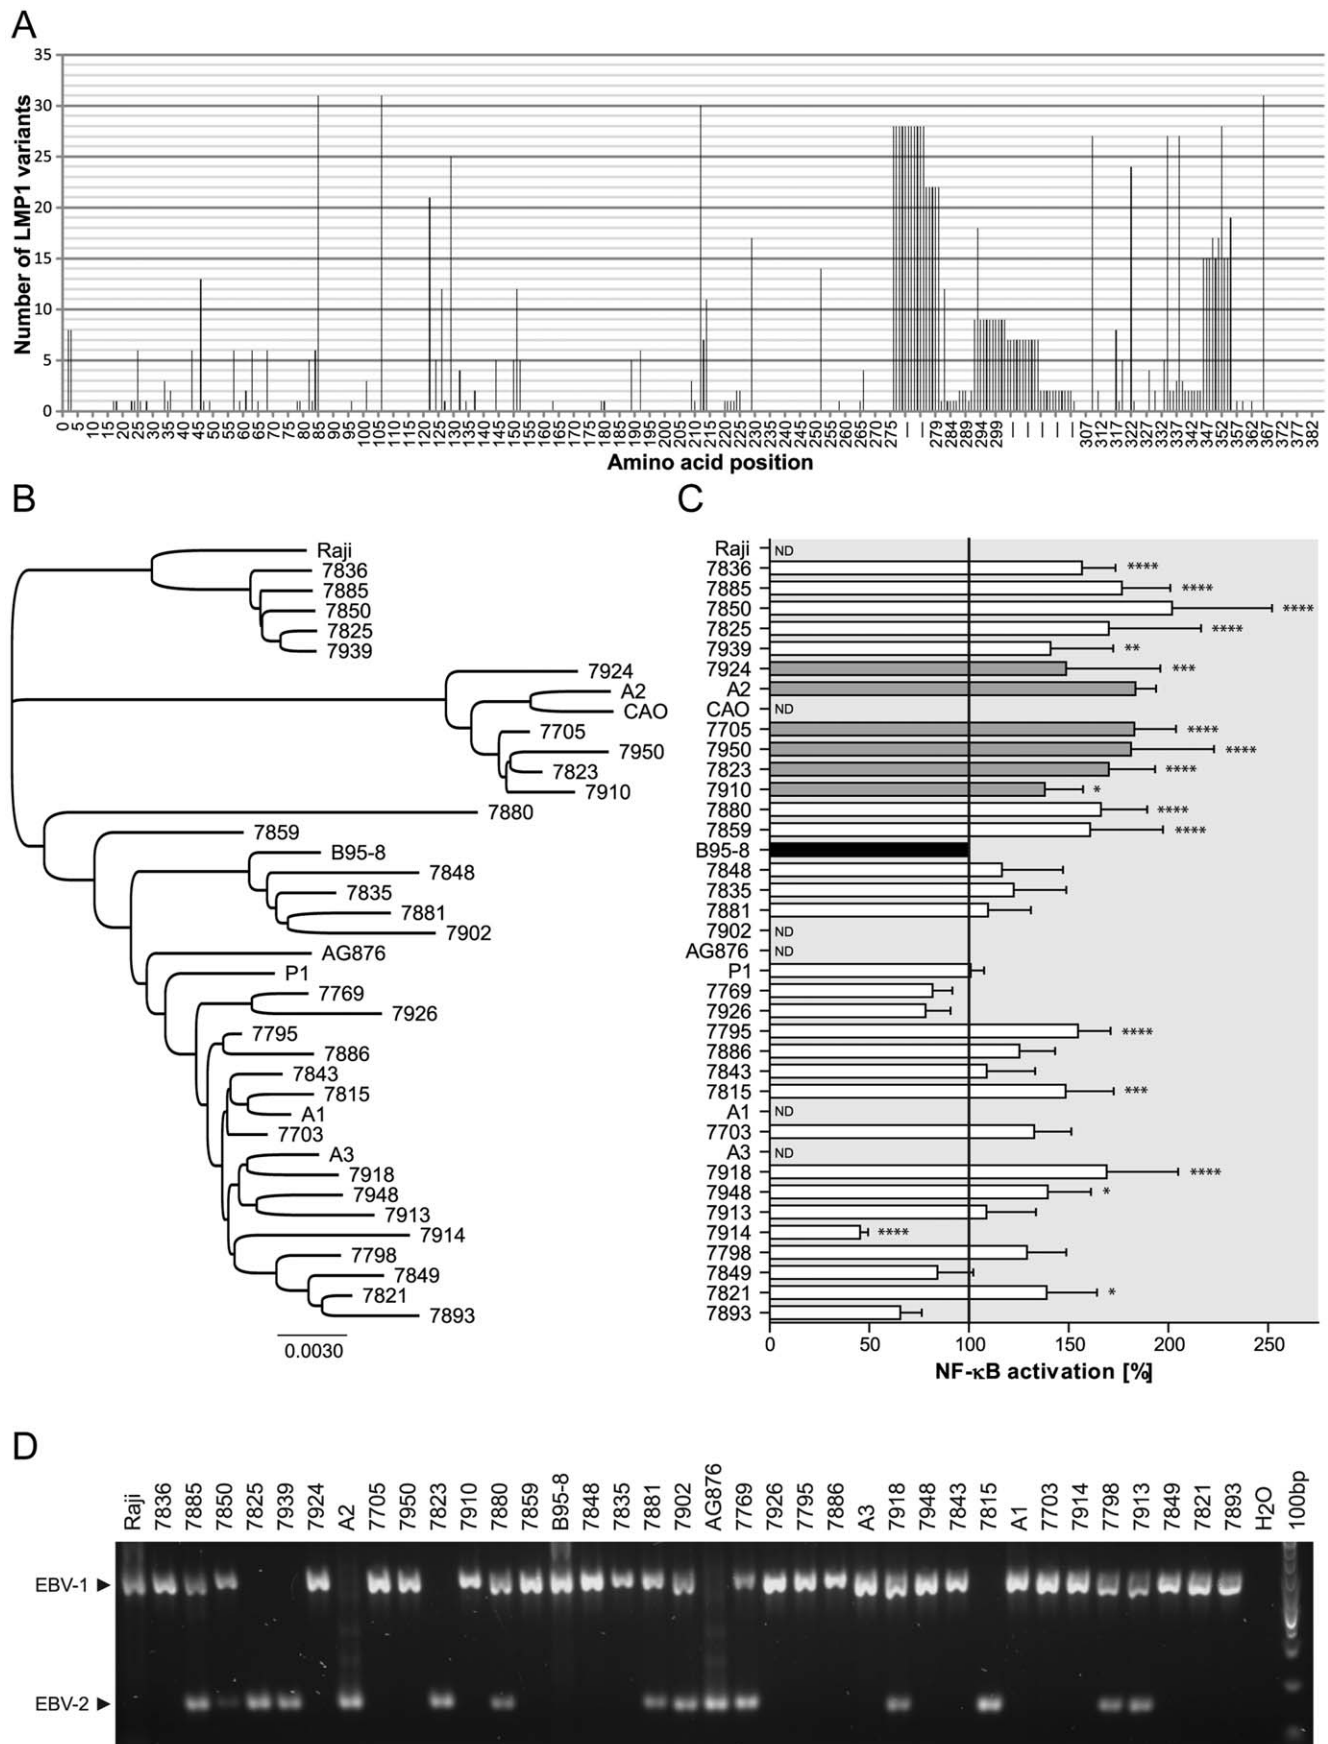 A
Number of LMP1 variants
35
30
25
20
15
10
5
0
0 5 10 15 20 25 30 35 40 45 50 55 60 65 70 75 80 85 90 95 100 105 110 115 120 125 130 135 140 145 150 155 160 165 170 175 180 185 190 195 200 205 210 215 220 225 230 235 240 245 250 255 260 265 270 275 — — 279 284 289 294 299 — — — — — 307 312 317 322 327 332 337 342 347 352 357 362 367 372 377 382
Amino acid position
B
Raji
7836
7885
7850
7825
7939
7924
A2
CAO
7705
7950
7823
7910
7880
7859
B95-8
7848
7835
7881
7902
AG876
P1
7769
7926
7795
7886
7843
7815
A1
7703
A3
7918
7948
7913
7914
7798
7849
7821
7893
0.0030
C
Raji ND
7836 ****
7885 ****
7850 ****
7825 ****
7939 **
7924 ***
A2
CAO ND
7705 ****
7950 ****
7823 ****
7910 *
7880 ****
7859 ****
B95-8
7848
7835
7881
7902 ND
AG876 ND
P1
7769
7926
7795 ****
7886
7843
7815 ***
A1 ND
7703
A3 ND
7918 ****
7948 *
7913
7914 ****
7798
7849
7821 *
7893
0 50 100 150 200 250
NF-κB activation [%]
D
Raji 7836 7885 7850 7825 7939 7924 A2 7705 7950 7823 7910 7880 7859 B95-8 7848 7835 7881 7902 AG876 7769 7926 7795 7886 A3 7918 7948 7843 7815 A1 7703 7914 7798 7913 7849 7821 7893 H2O 100bp
EBV-1
EBV-2